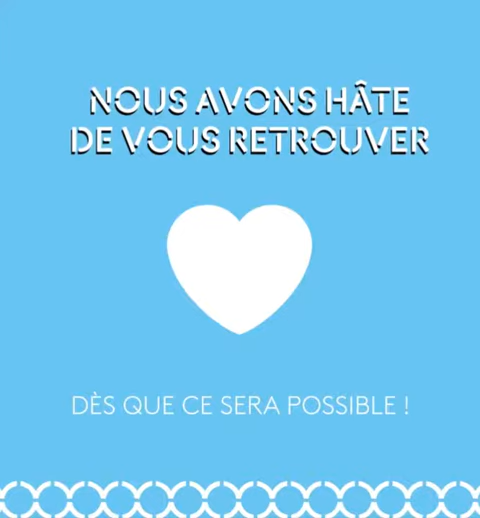 NOUS AVONS HÂTE
DE VOUS RETROUVER
DÈS QUE CE SERA POSSIBLE !